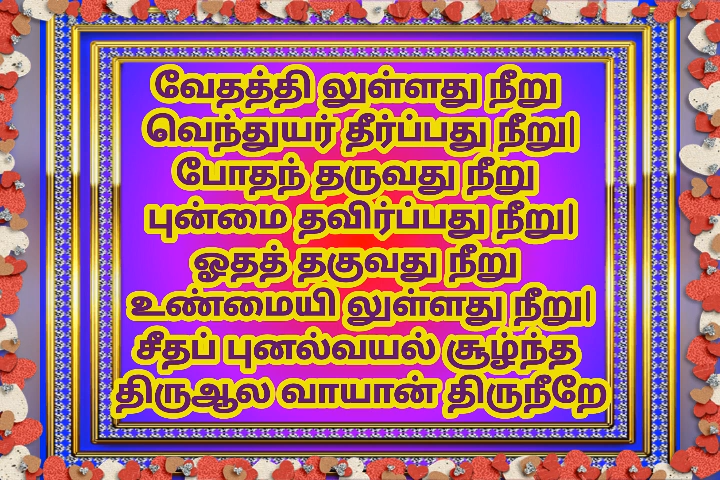 வேதத்தி லுள்ளது நீறு
வெந்துயர் தீர்ப்பது நீறு|
போதந் தருவது நீறு
புன்மை தவிர்ப்பது நீறு|
ஓதத் தகுவது நீறு
உண்மையி லுள்ளது நீறு|
சீதப் புனல்வயல் சூழ்ந்த
திருஆல வாயான் திருநீறே